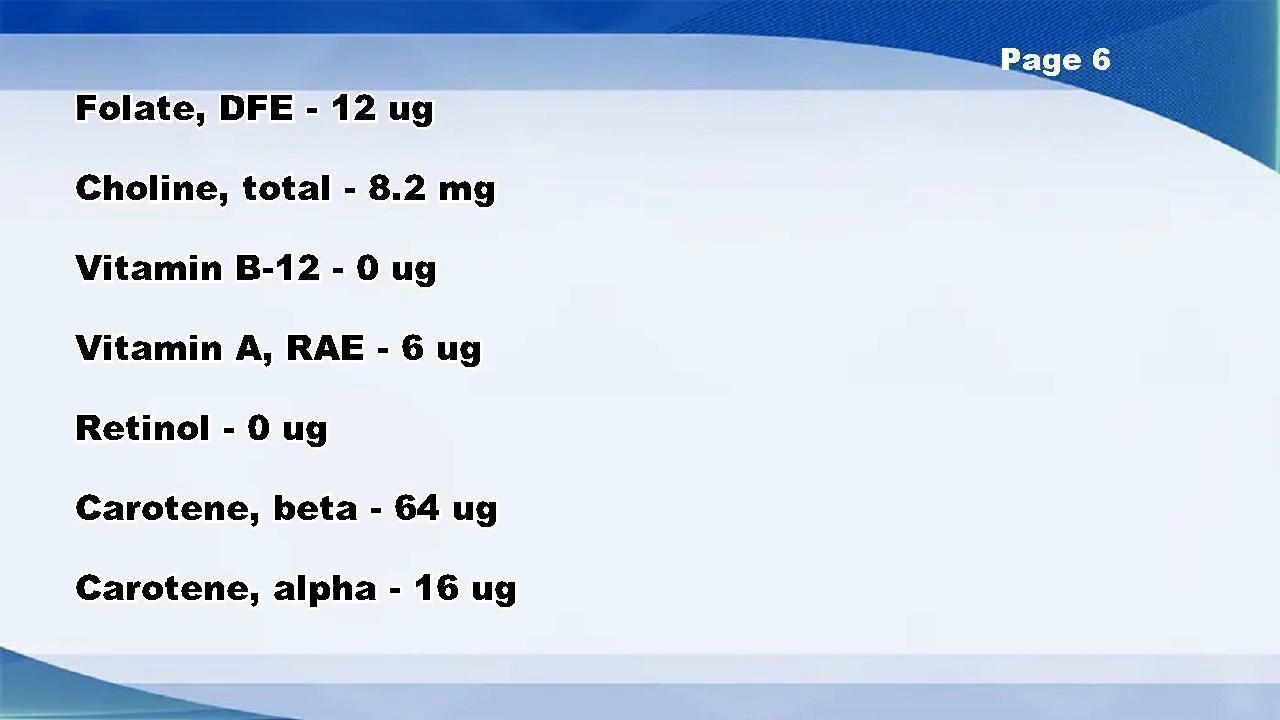 Page 6
Folate, DFE - 12 ug
Choline, total - 8.2 mg
Vitamin B-12 - 0 ug
Vitamin A, RAE - 6 ug
Retinol - 0 ug
Carotene, beta - 64 ug
Carotene, alpha - 16 ug